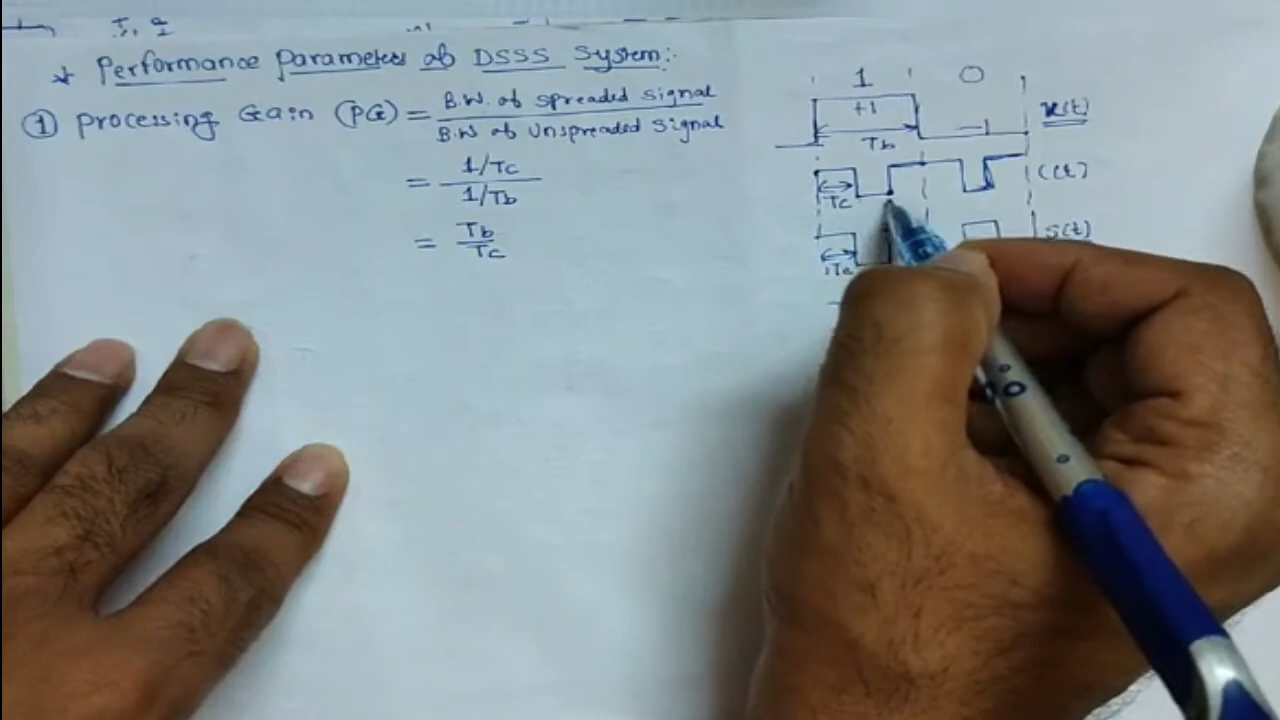 * Performance Parameters of DSSS System:-
① Processing Gain (PG) = B.W. of Spreaded Signal / B.W of Unspreaded Signal
= 1/Tc / 1/Tb
= Tb / Tc
1 0
+1 -1 x(t)
Tb
Tc c(t)
Tc s(t)